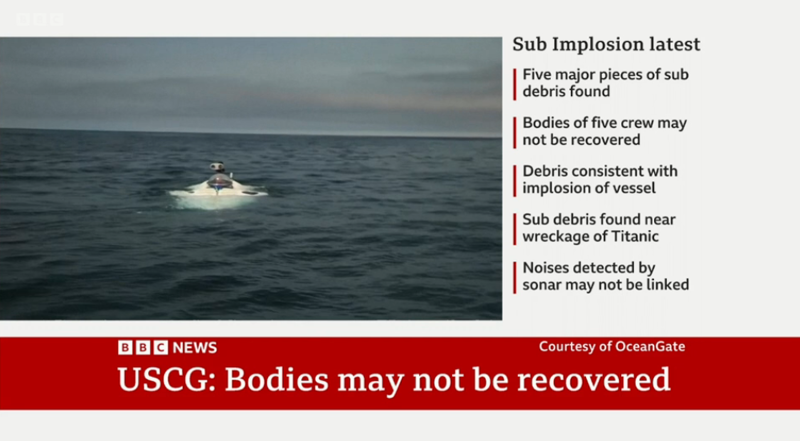 BBC
Sub Implosion latest
Five major pieces of sub
debris found
Bodies of five crew may
not be recovered
Debris consistent with
implosion of vessel
Sub debris found near
wreckage of Titanic
Noises detected by
sonar may not be linked
BBC NEWS
Courtesy of OceanGate
USCG: Bodies may not be recovered